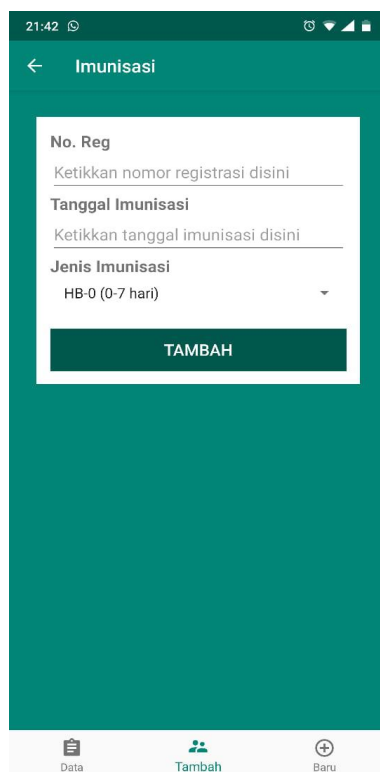 21:42
Imunisasi
No. Reg
Ketikkan nomor registrasi disini
Tanggal Imunisasi
Ketikkan tanggal imunisasi disini
Jenis Imunisasi
HB-0 (0-7 hari)
TAMBAH
Data Tambah Baru